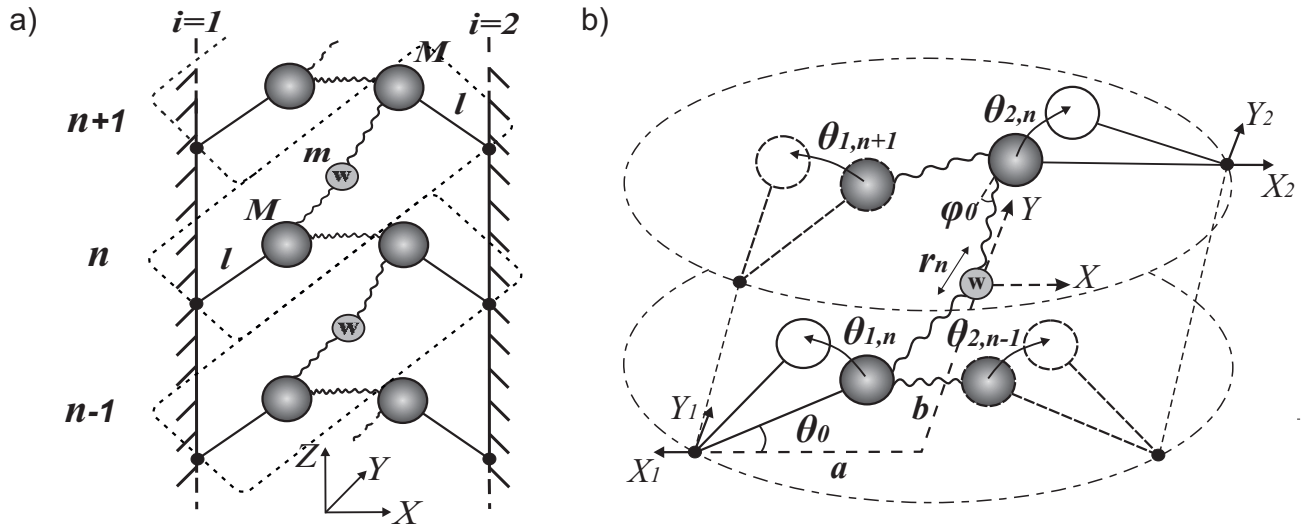 a)
i=1
i=2
M
l
n+1
m
w
M
n
l
w
n-1
Z
Y
X
b)
θ2,n
Y2
θ1,n+1
X2
φ0
Y
rn
w
X
θ1,n
θ2,n-1
Y1
b
θ0
X1
a